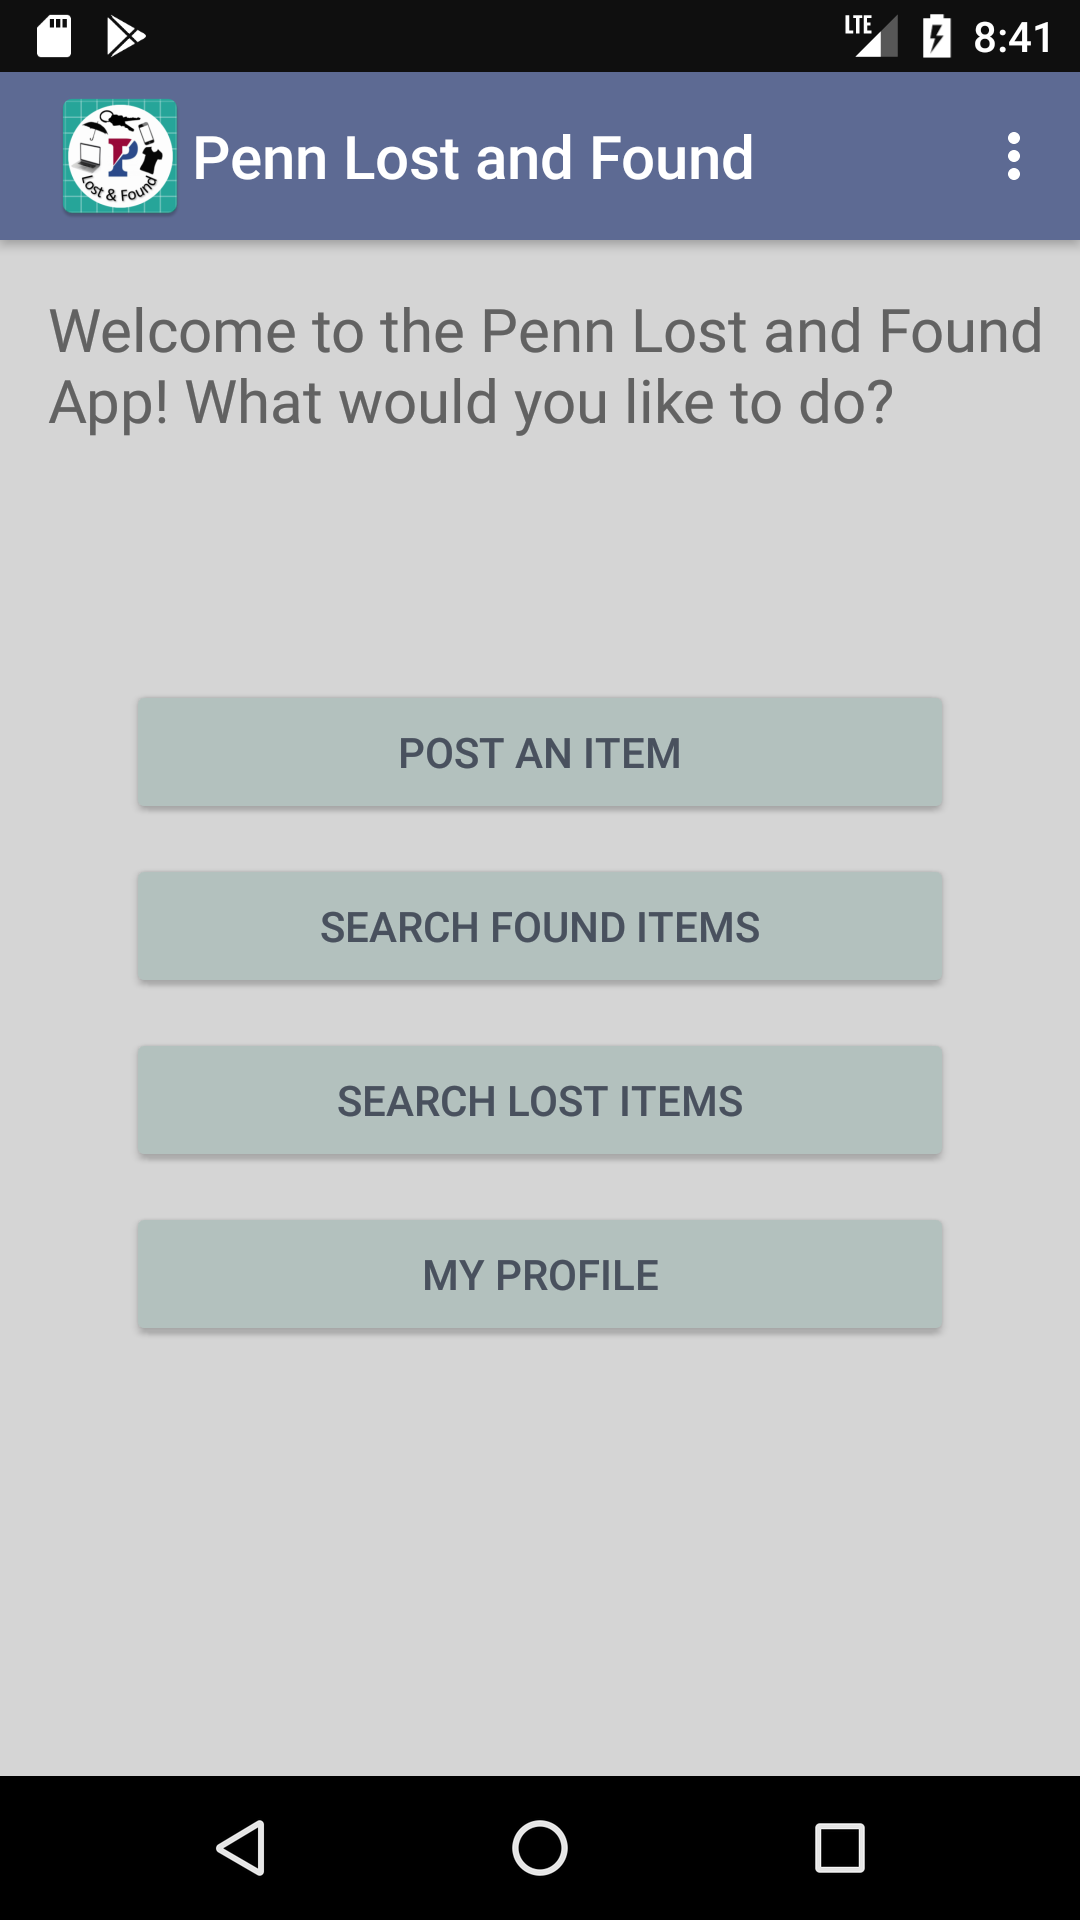 LTE 8:41
P
Lost & Found
Penn Lost and Found
Welcome to the Penn Lost and Found
App! What would you like to do?
POST AN ITEM
SEARCH FOUND ITEMS
SEARCH LOST ITEMS
MY PROFILE